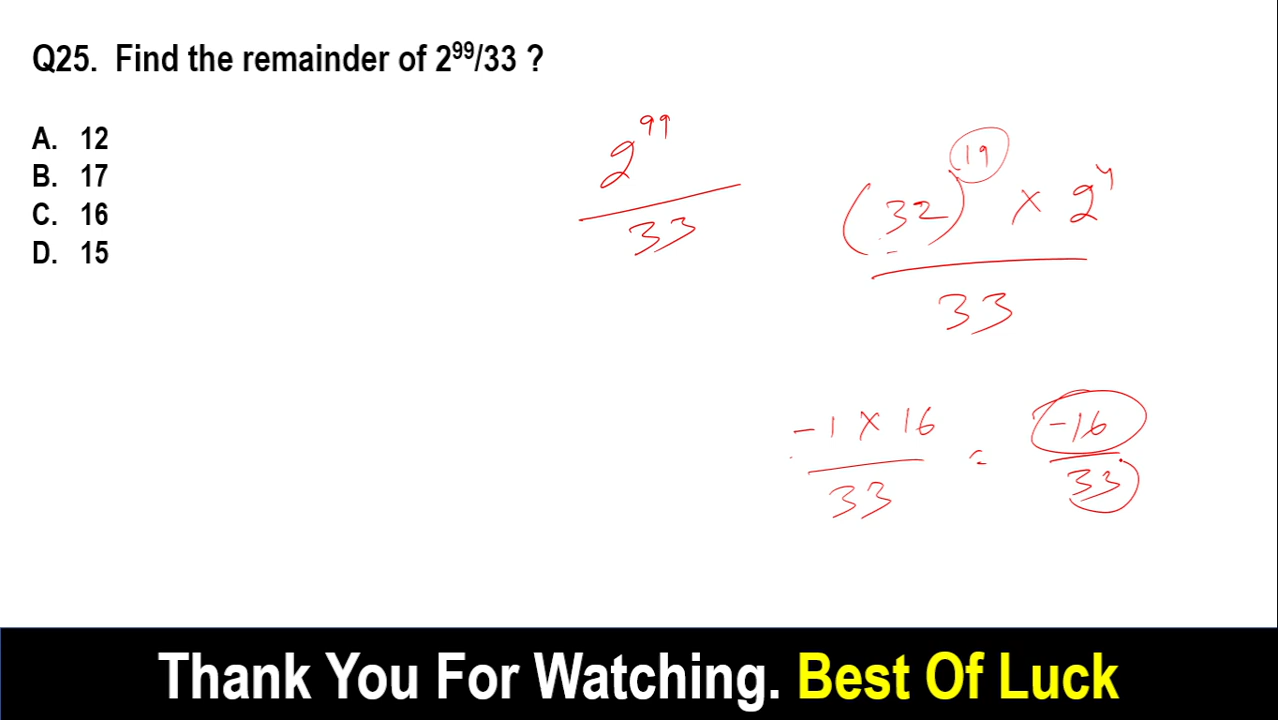 Q25. Find the remainder of 2⁹⁹/33 ?
A. 12
B. 17
C. 16
D. 15
2⁹⁹
33
(32)¹⁹ × 2⁴
33
-1 × 16 = -16
33 33
Thank You For Watching. Best Of Luck